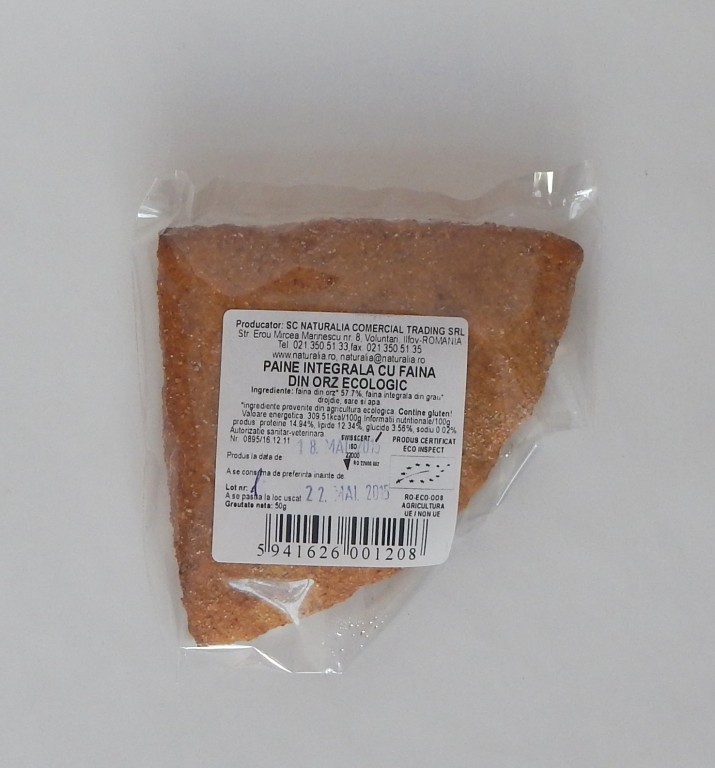 Producator: SC NATURALIA COMERCIAL TRADING SRL
Str. Erou Mircea Marinescu nr. 8, Voluntari, Ilfov-ROMANIA
Tel. 021 350 51 33,fax. 021 350 51 35
www.naturalia.ro, naturalia@naturalia.ro
PAINE INTEGRALA CU FAINA
DIN ORZ ECOLOGIC
Ingrediente: faina din orz* 57.7%, faina integrala din grau*
drojdie, sare si apa
*ingrediente provenite din agricultura ecologica. Contine gluten!
Valoare energetica: 309.51kcal/100g Informatii nutritionale/100g
produs: proteine 14.94%, lipide 12.34%, glucide 3.56%, sodiu 0.02%
Autorizatie sanitar-veterinara
Nr. 0895/16.12.11
SWISSCERT
ISO
22000
PRODUS CERTIFICAT
ECO INSPECT
Produs la data de: 18. MAI 2015
A se consuma de preferinta inainte de:
Lot nr:
A se pastra la loc uscat. 22. MAI. 2015
Greutate neta: 50g
RO-ECO-008
AGRICULTURA
UE / NON UE
5 941626 001208